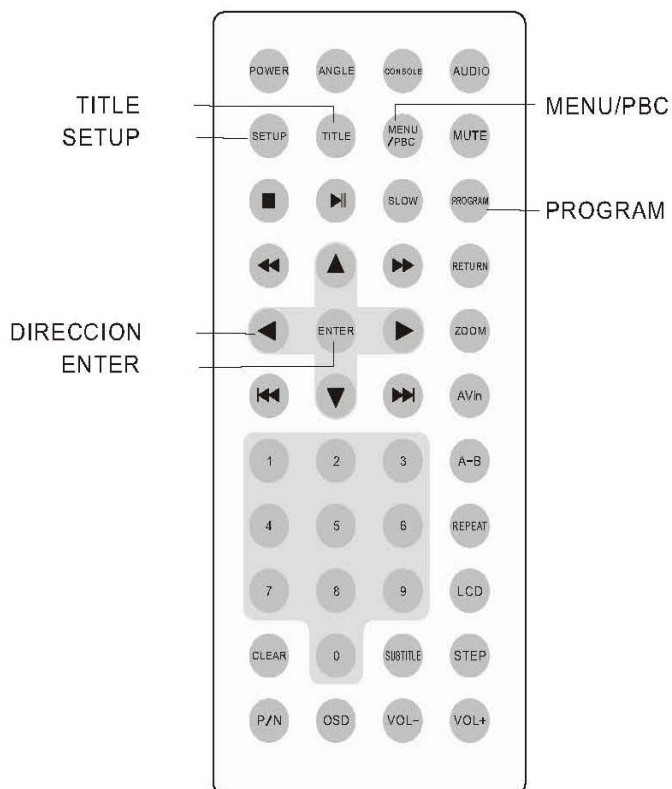 POWER ANGLE CONSOLE AUDIO
TITLE
MENU/PBC
SETUP
SETUP TITLE MENU /PBC MUTE
SLOW PROGRAM
PROGRAM
RETURN
DIRECCION
ENTER ZOOM
ENTER
AVin
1 2 3 A-B
4 5 6 REPEAT
7 8 9 LCD
CLEAR 0 SUBTITLE STEP
P/N OSD VOL- VOL+